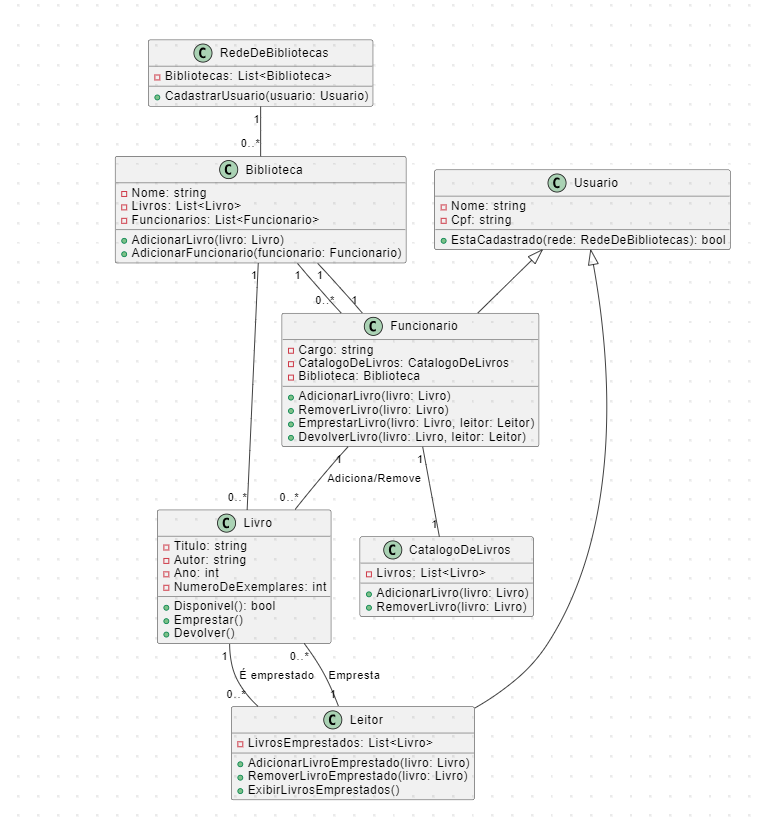 C RedeDeBibliotecas
Bibliotecas: List<Biblioteca>
CadastrarUsuario(usuario: Usuario)
1
0..*
C Biblioteca
Nome: string
Livros: List<Livro>
Funcionarios: List<Funcionario>
AdicionarLivro(livro: Livro)
AdicionarFuncionario(funcionario: Funcionario)
C Usuario
Nome: string
Cpf: string
EstaCadastrado(rede: RedeDeBibliotecas): bool
1
1
1
0..*
1
C Funcionario
Cargo: string
CatalogoDeLivros: CatalogoDeLivros
Biblioteca: Biblioteca
AdicionarLivro(livro: Livro)
RemoverLivro(livro: Livro)
EmprestarLivro(livro: Livro, leitor: Leitor)
DevolverLivro(livro: Livro, leitor: Leitor)
1
1
Adiciona/Remove
0..*
0..*
1
C Livro
Titulo: string
Autor: string
Ano: int
NumeroDeExemplares: int
Disponivel(): bool
Emprestar()
Devolver()
C CatalogoDeLivros
Livros: List<Livro>
AdicionarLivro(livro: Livro)
RemoverLivro(livro: Livro)
1
0..*
É emprestado
Empresta
0..*
1
C Leitor
LivrosEmprestados: List<Livro>
AdicionarLivroEmprestado(livro: Livro)
RemoverLivroEmprestado(livro: Livro)
ExibirLivrosEmprestados()